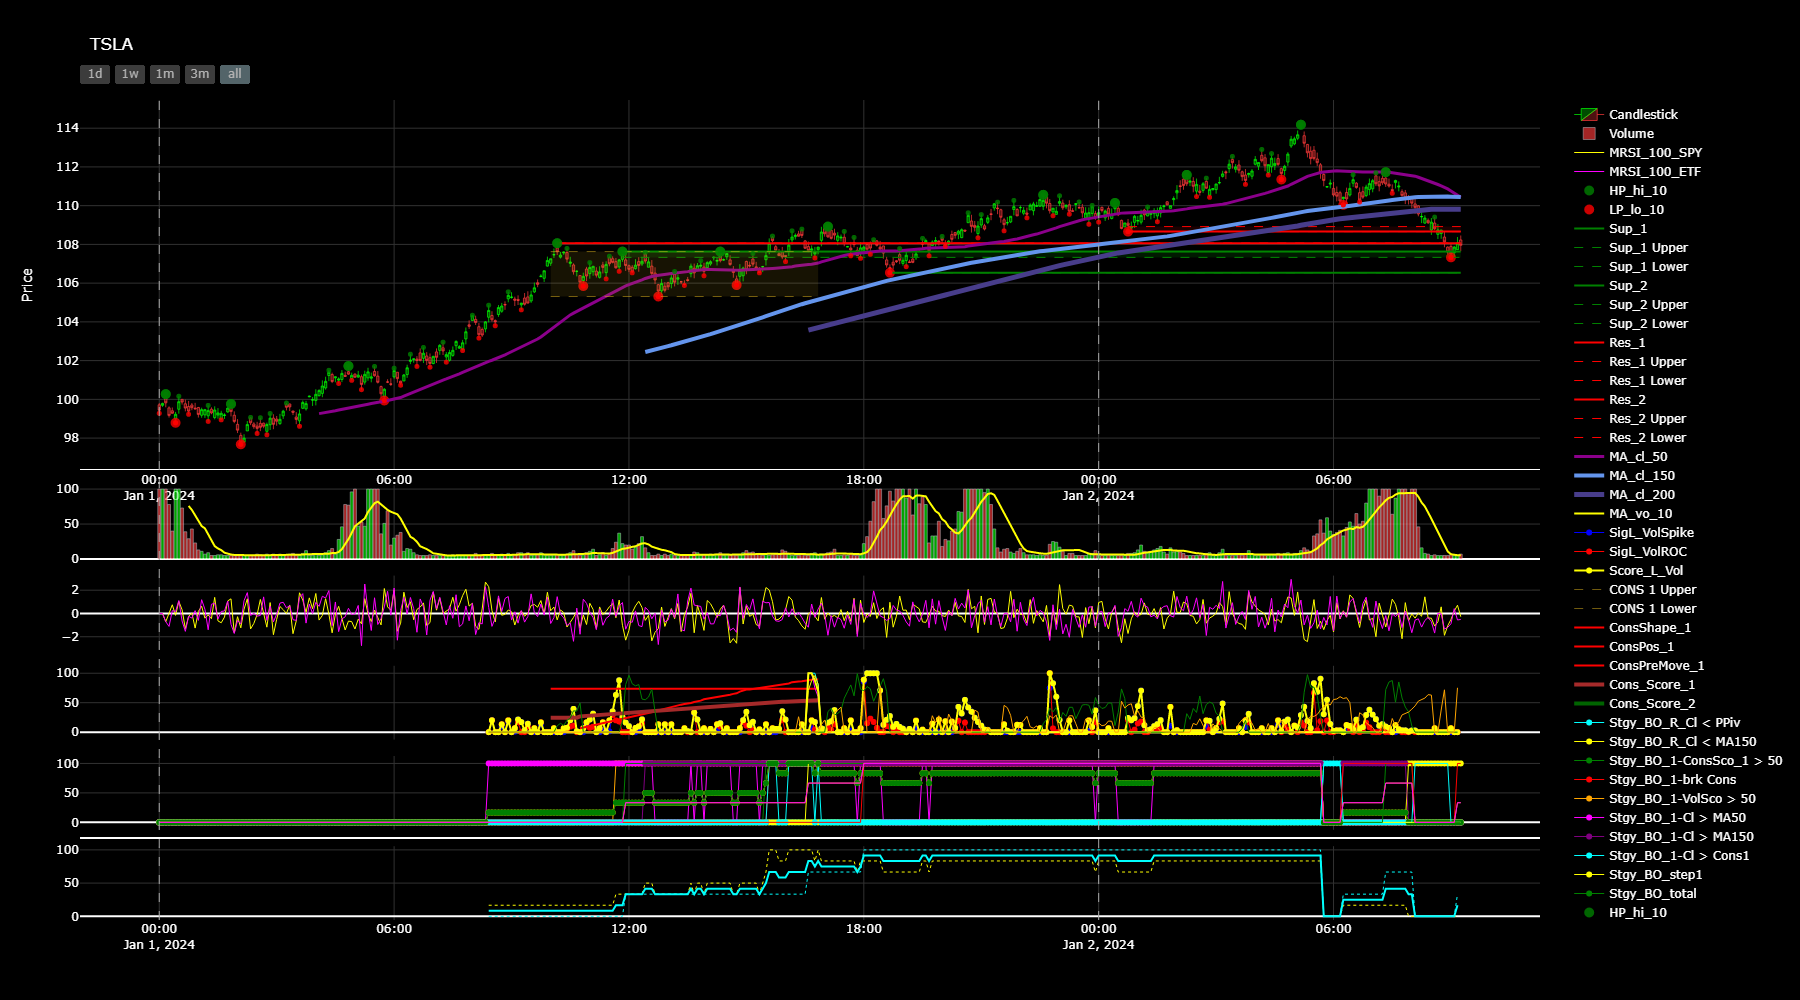 TSLA
1d 1w 1m 3m all
114
112
110
108
106
104
102
100
98
Price
00:00 06:00 12:00 18:00 00:00 06:00
Jan 1, 2024 Jan 2, 2024
100
50
0
2
0
−2
100
50
0
100
50
0
100
50
0
00:00 06:00 12:00 18:00 00:00 06:00
Jan 1, 2024 Jan 2, 2024
Candlestick
Volume
MRSI_100_SPY
MRSI_100_ETF
HP_hi_10
LP_lo_10
Sup_1
Sup_1 Upper
Sup_1 Lower
Sup_2
Sup_2 Upper
Sup_2 Lower
Res_1
Res_1 Upper
Res_1 Lower
Res_2
Res_2 Upper
Res_2 Lower
MA_cl_50
MA_cl_150
MA_cl_200
MA_vo_10
SigL_VolSpike
SigL_VolROC
Score_L_Vol
CONS 1 Upper
CONS 1 Lower
ConsShape_1
ConsPos_1
ConsPreMove_1
Cons_Score_1
Cons_Score_2
Stgy_BO_R_Cl < PPiv
Stgy_BO_R_Cl < MA150
Stgy_BO_1-ConsSco_1 > 50
Stgy_BO_1-brk Cons
Stgy_BO_1-VolSco > 50
Stgy_BO_1-Cl > MA50
Stgy_BO_1-Cl > MA150
Stgy_BO_1-Cl > Cons1
Stgy_BO_step1
Stgy_BO_total
HP_hi_10